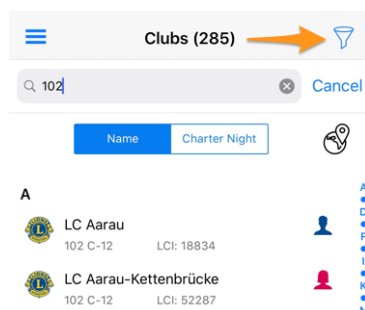 Clubs (285)
102 Cancel
Name Charter Night
A
LC Aarau
102 C-12 LCI: 18834
LC Aarau-Kettenbrücke
102 C-12 LCI: 52287
A
D
F
I
K